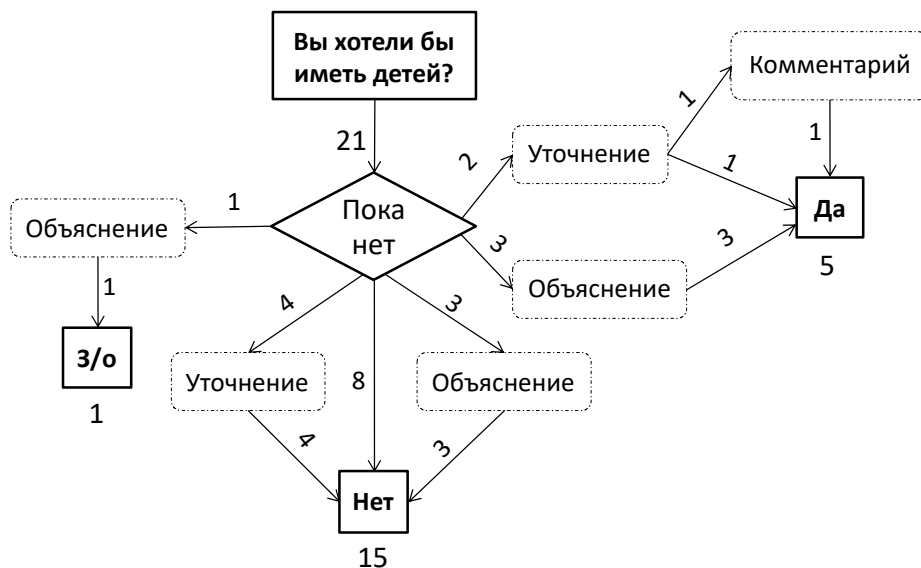 Вы хотели бы
иметь детей?
21
Пока
нет
1
Объяснение
1
З/о
1
2
Уточнение
1
Комментарий
1
1
3
Объяснение
3
Да
5
4
Уточнение
4
8
3
Объяснение
3
Нет
15